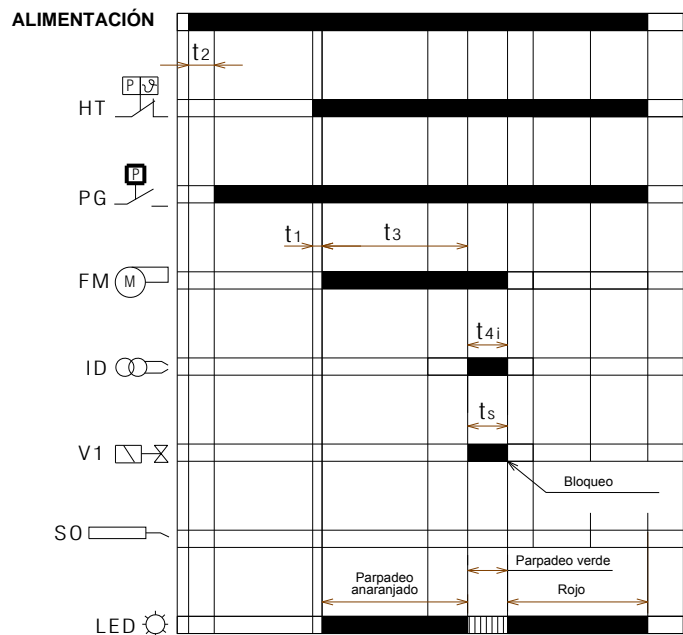 ALIMENTACIÓN
t2
P ϑ
HT
P
PG
t1
t3
FM M
t4i
ID
ts
V1
Bloqueo
SO
Parpadeo verde
Parpadeo
anaranjado
Rojo
LED